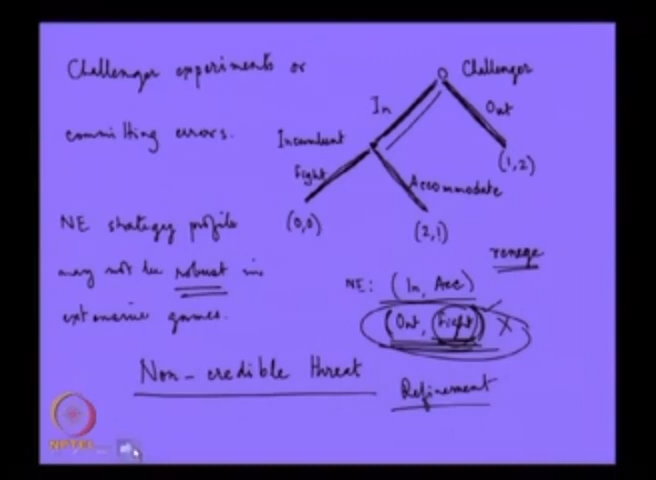 Challenger experiments or
committing errors.
Challenger
In
Out
Incumbent
Fight
Accommodate
(1,2)
(0,0)
(2,1)
NE strategy profile
may not be robust in
extensive games.
renege
NE: (In, Acc)
(Out, Fight) X
Non-credible threat
Refinement
NPTEL